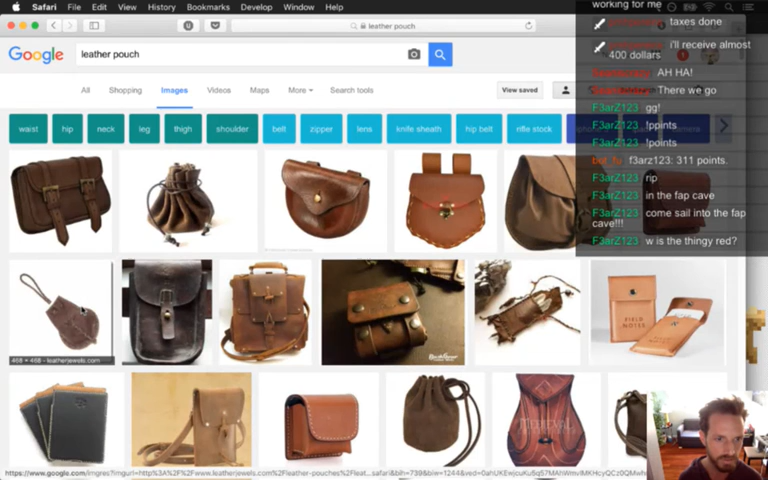 Safari File Edit View History Bookmarks Develop Window Help
working for me
taxes done
i'll receive almost
400 dollars
AH HA!
There we go
F3arZ123 gg!
F3arZ123 !ppints
F3arZ123 !points
f3arz123: 311 points.
F3arZ123 rip
F3arZ123 in the fap cave
F3arZ123 come sail into the fap
cave!!!
F3arZ123 w is the thingy red?
leather pouch
Google leather pouch
All Shopping Images Videos Maps More Search tools
View saved
waist hip neck leg thigh shoulder belt zipper lens knife sheath hip belt rifle stock
FIELD
NOTES
468 × 468 - leatherjewels.com
MEDIEVAL